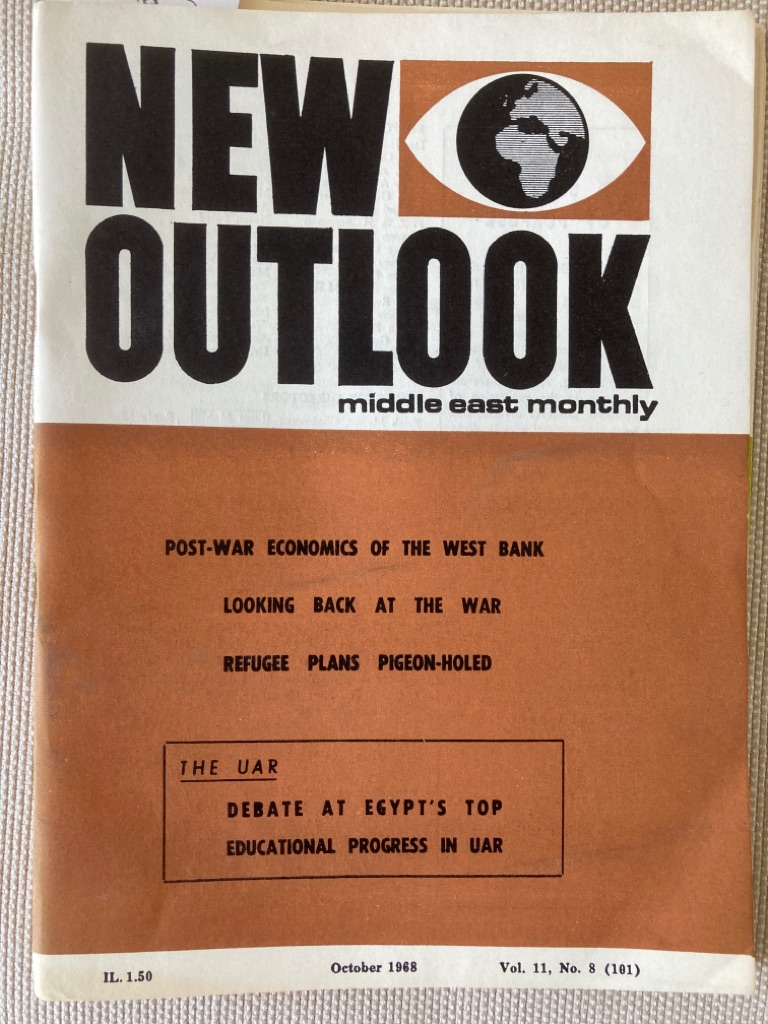 NEW
OUTLOOK
middle east monthly
POST-WAR ECONOMICS OF THE WEST BANK
LOOKING BACK AT THE WAR
REFUGEE PLANS PIGEON-HOLED
THE UAR
DEBATE AT EGYPT'S TOP
EDUCATIONAL PROGRESS IN UAR
IL. 1.50 October 1968 Vol. 11, No. 8 (101)